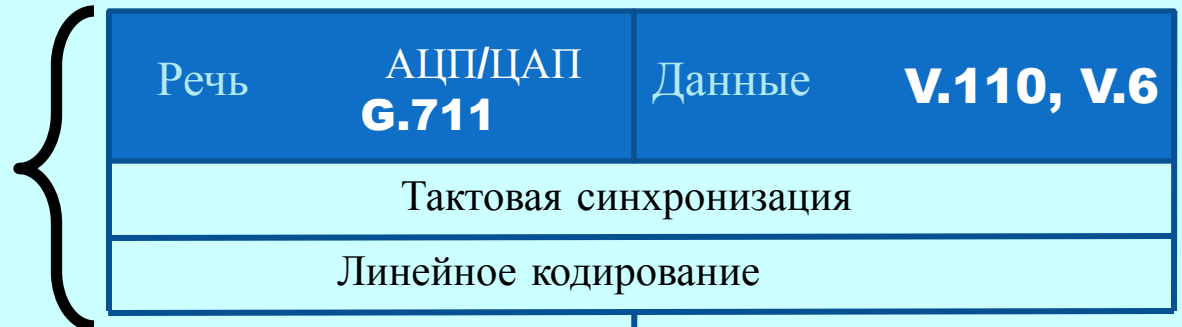 Речь АЦП/ЦАП Данные V.110, V.6
G.711
Тактовая синхронизация
Линейное кодирование